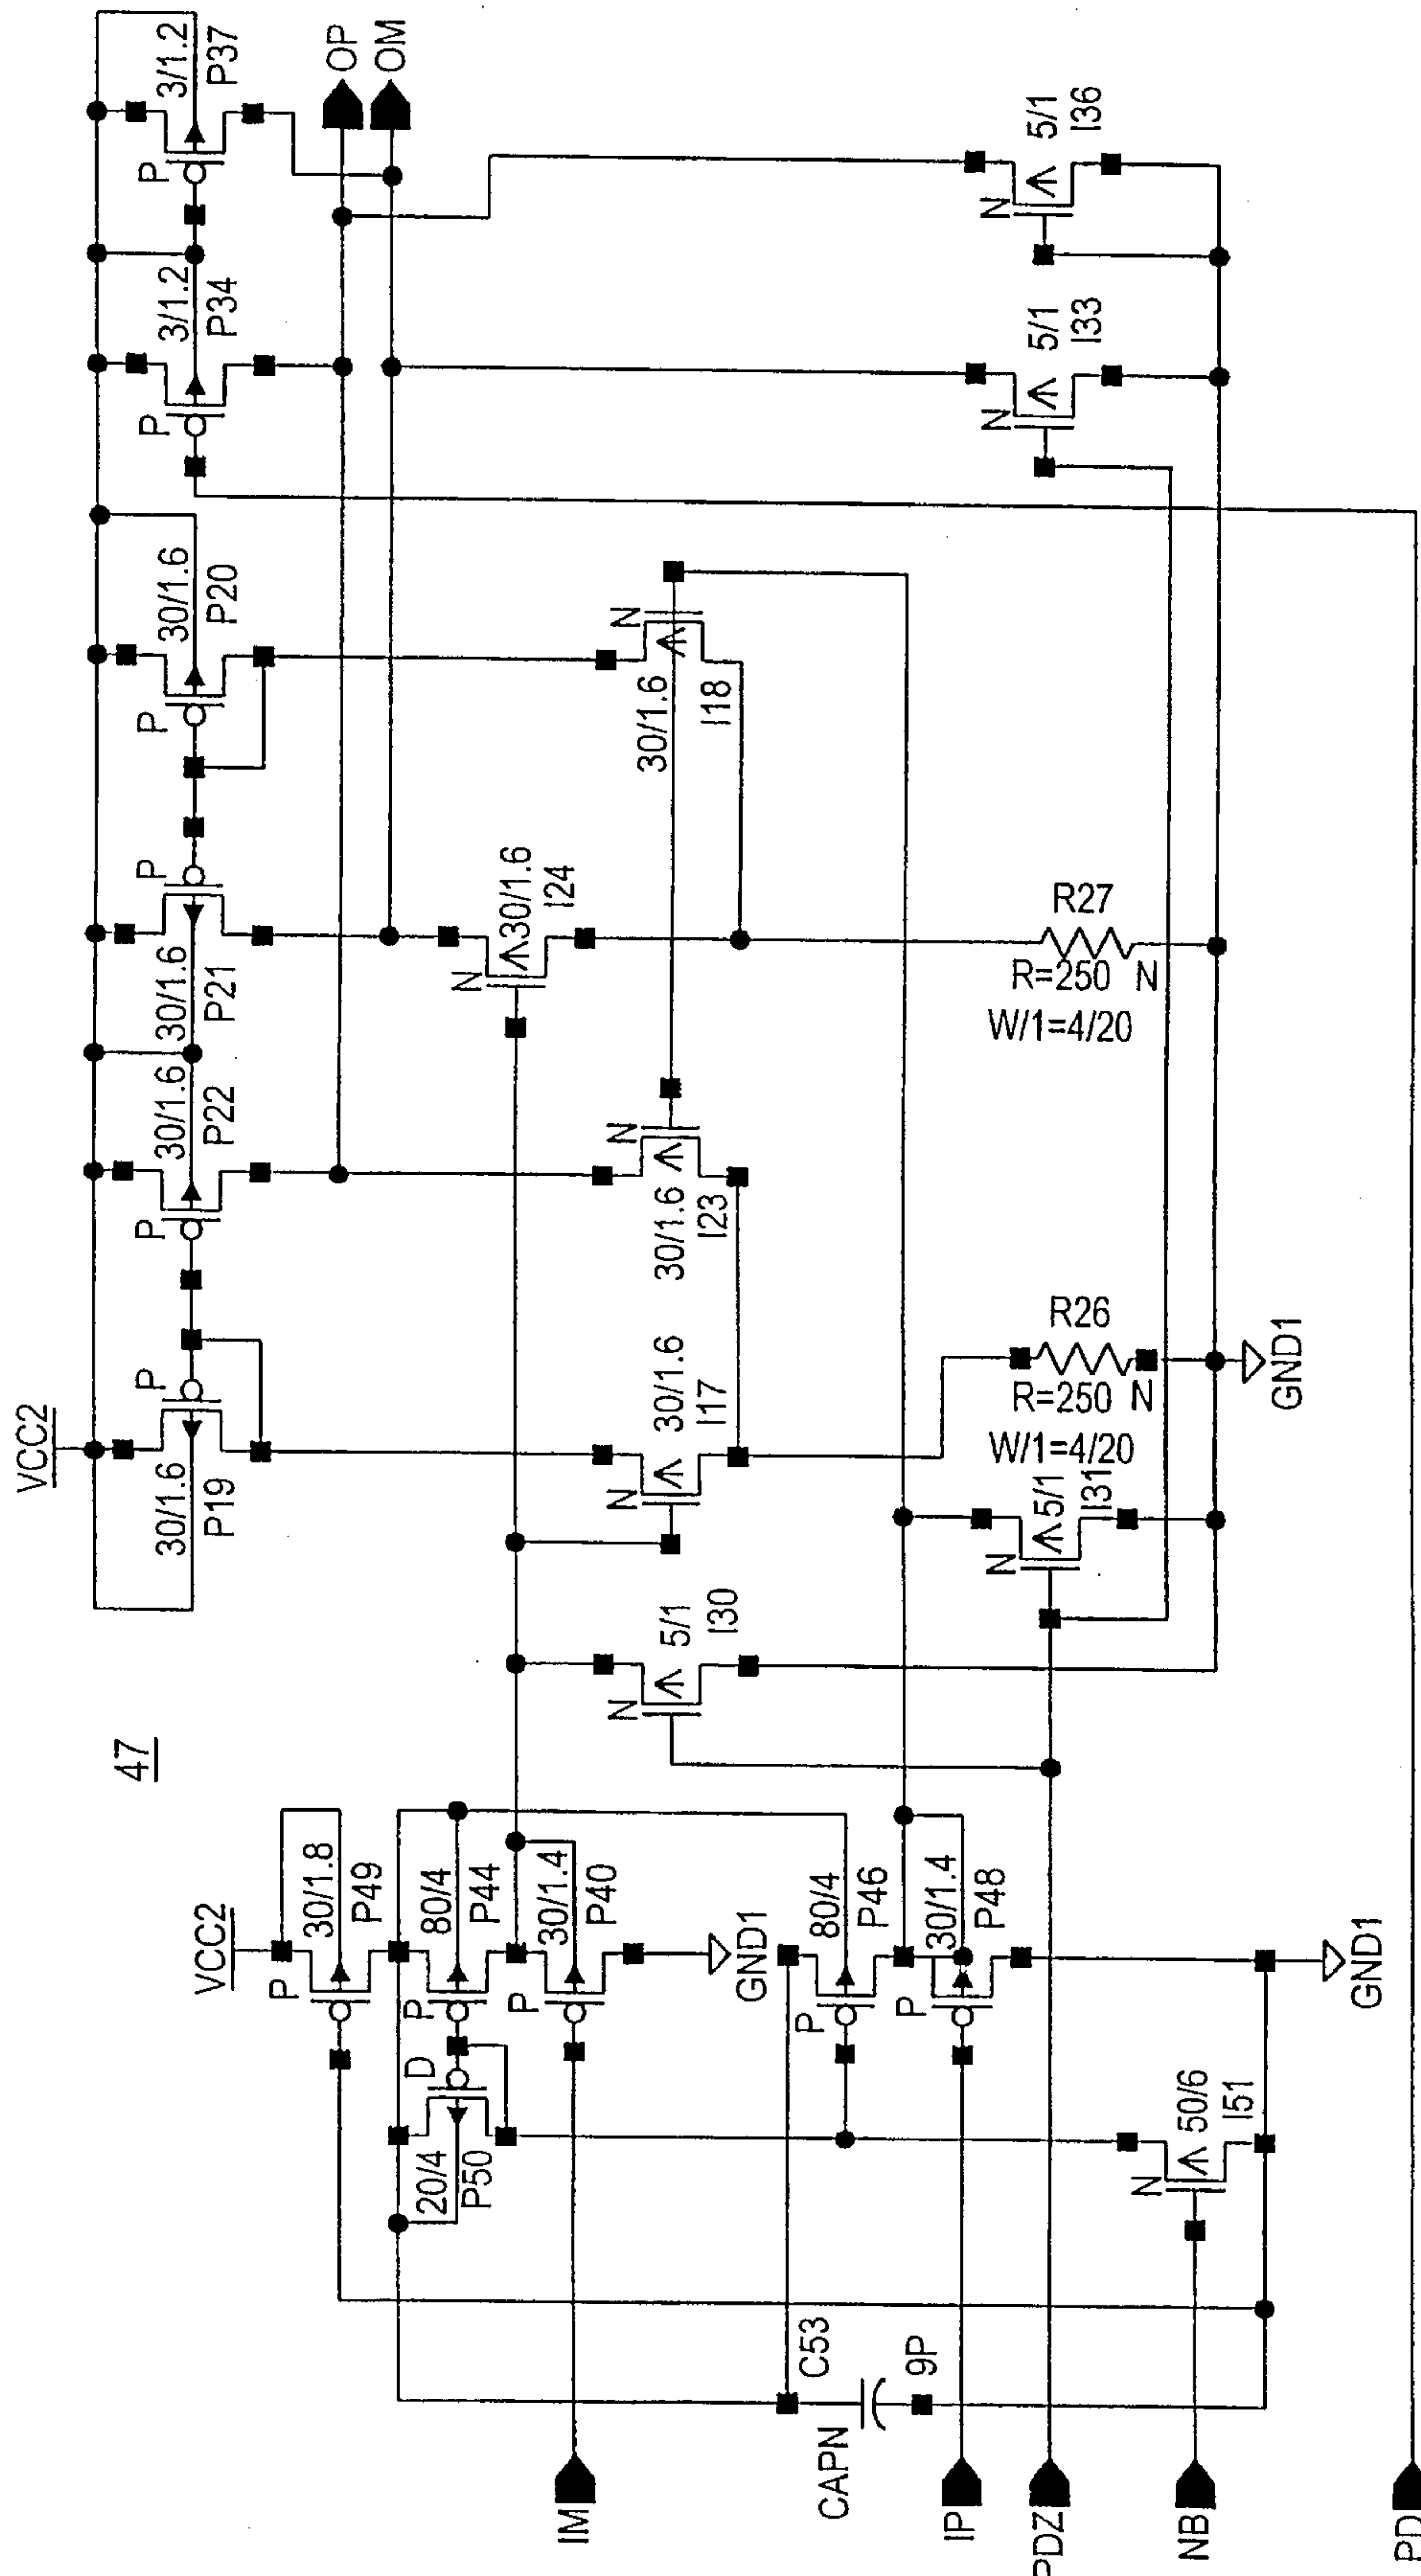 VCC2
P
30/1.6
P19
P
30/1.6
P22
P
30/1.6
P21
P
30/1.6
P20
P
3/1.2
P34
P
3/1.2
P37
OP
OM
N
30/1.6
I24
N
30/1.6
I17
N
30/1.6
I23
N
30/1.6
I18
N
5/1
I30
N
5/1
I31
R26
R=250 N
W/1=4/20
R27
R=250 N
W/1=4/20
N
5/1
I33
N
5/1
I36
GND1
47
VCC2
P
30/1.8
P49
P
80/4
P44
D
20/4
P50
P
30/1.4
P40
GND1
P
80/4
P46
P
30/1.4
P48
GND1
N
50/6
I51
C53
CAPN
9P
IM
IP
PDZ
NB
PD